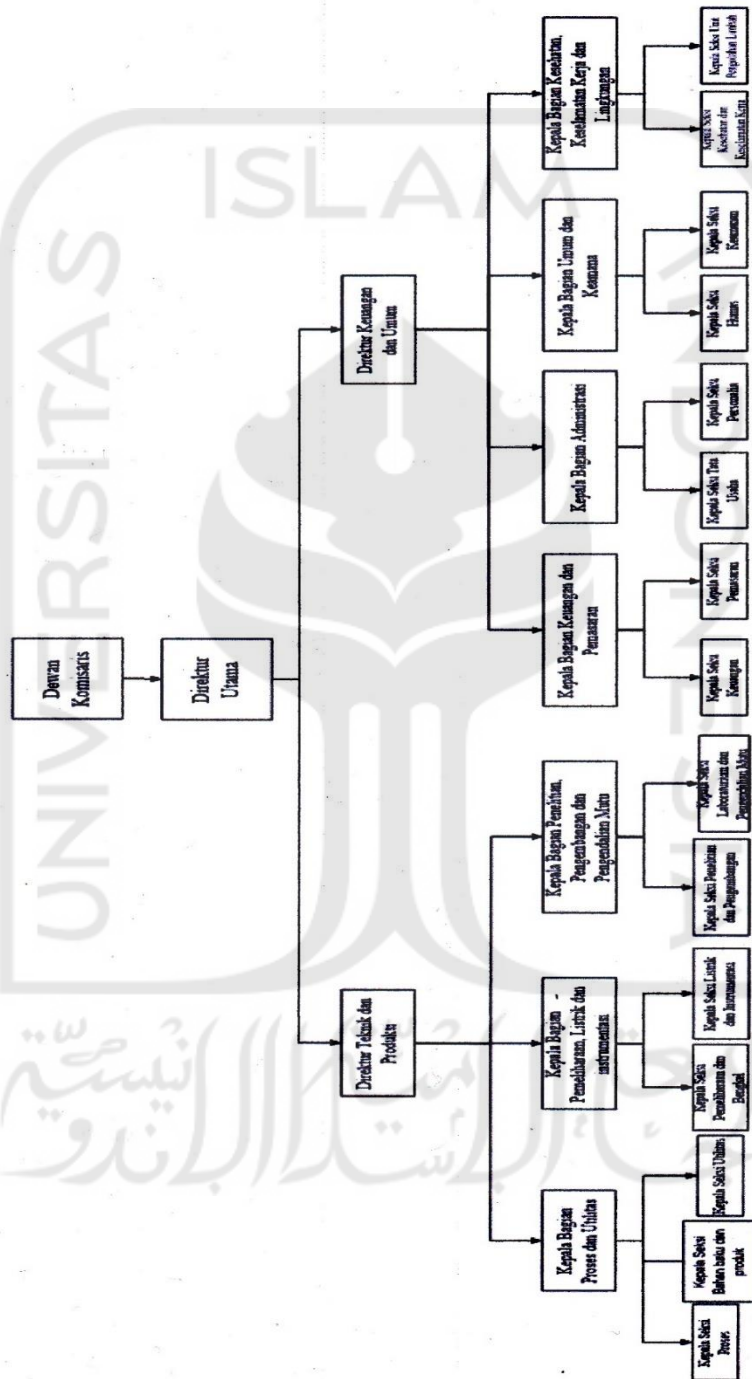 Dewan
Komisaris
Direktur
Utama
Direktur Teknik dan
Produksi
Direktur Keuangan
dan Umum
Kepala Bagian
Proses dan Utilitas
Kepala Bagian -
Pemeliharaan, Listrik dan
instrumentasi
Kepala Bagian Penelitian,
Pengembangan dan
Pengendalian Mutu
Kepala Bagian Keuangan dan
Pemasaran
Kepala Bagian Administrasi
Kepala Bagian Umum dan
Keamana
Kepala Bagian Kesehatan,
Keselamatan Kerja dan
Lingkungan
Kepala Seksi
Proses
Kepala Seksi
Bahan baku dan
produk
Kepala Seksi Utilitas
Kepala Seksi
Pemeliharaan dan
Bengkel
Kepala Seksi Listrik
dan Instrumentasi
Kepala Seksi Penelitian
dan Pengembangan
Kepala Seksi
Laboratorium dan
Pengendalian Mutu
Kepala Seksi
Keuangan
Kepala Seksi
Pemasaran
Kepala Seksi Tata
Usaha
Kepala Seksi
Personalia
Kepala Seksi
Humas
Kepala Seksi
Keamanan
Kepala Seksi
Kesehatan dan
Keselamatan Kerja
Kepala Seksi Unit
Pengolahan Limbah
UNIVERSITAS
ISLAM
INDONESIA